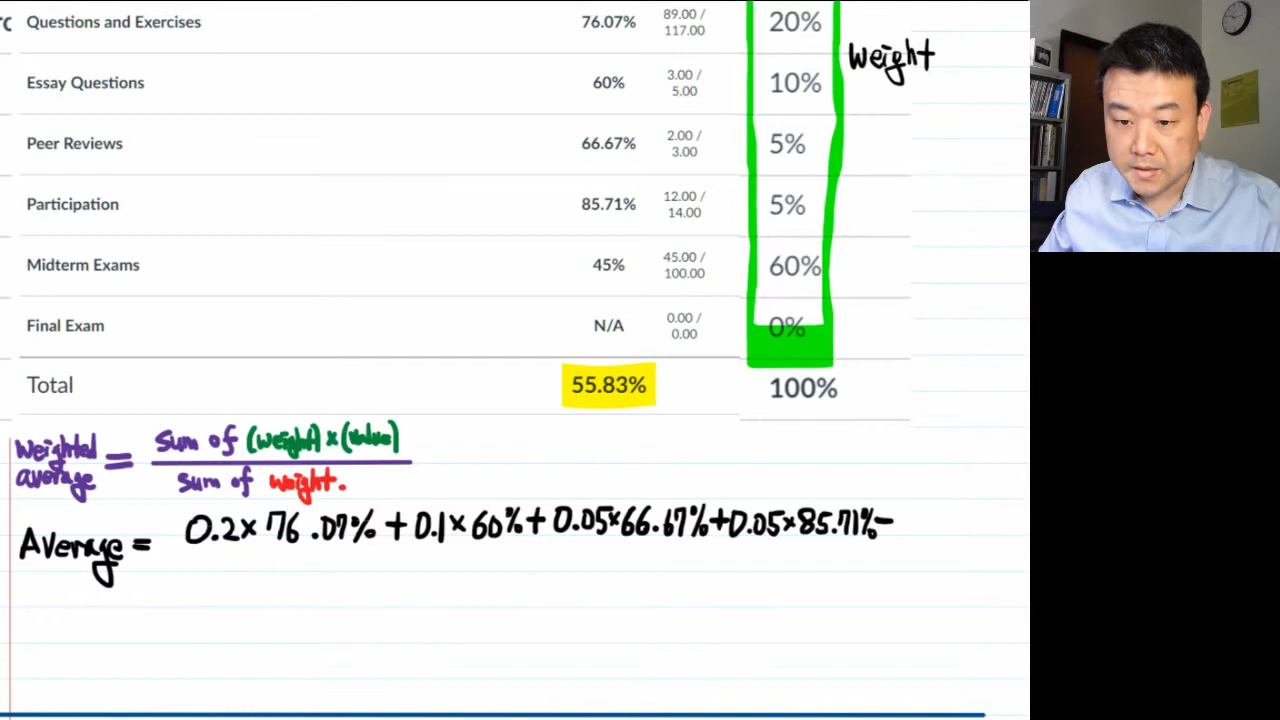 Questions and Exercises 76.07% 89.00 / 117.00 20%
weight
Essay Questions 60% 3.00 / 5.00 10%
Peer Reviews 66.67% 2.00 / 3.00 5%
Participation 85.71% 12.00 / 14.00 5%
Midterm Exams 45% 45.00 / 100.00 60%
Final Exam N/A 0.00 / 0.00 0%
Total 55.83% 100%
weighted average = sum of (weight) × (value)
sum of weight.
Average = 0.2 × 76.07% + 0.1 × 60% + 0.05 × 66.67% + 0.05 × 85.71% –